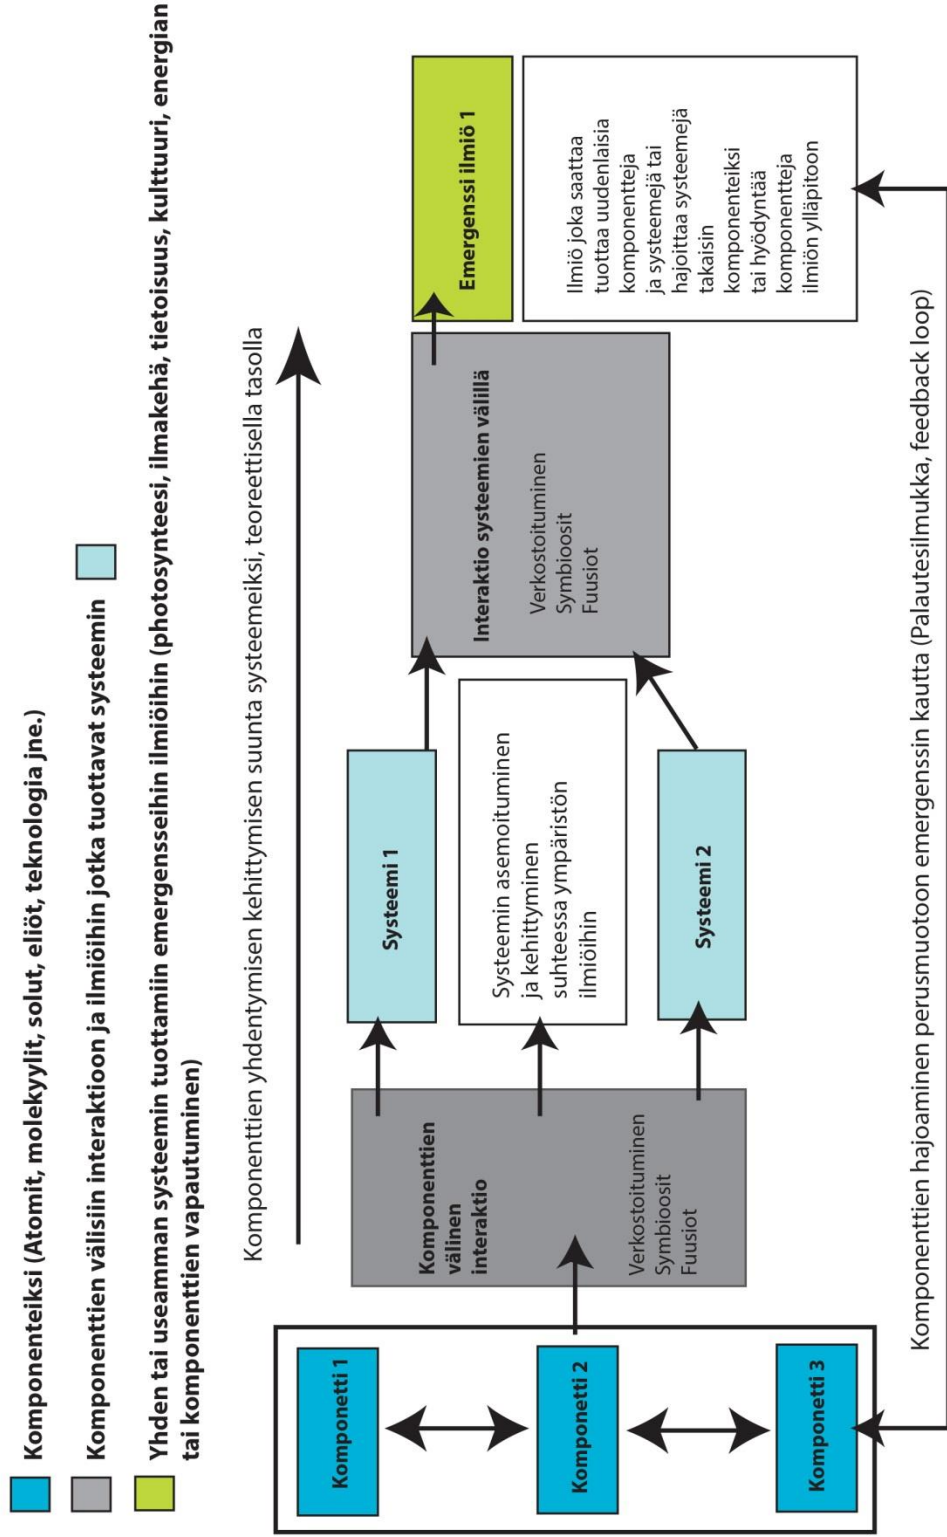 Komponenteiksi (Atomit, molekyylit, solut, eliöt, teknologia jne.)
Komponenttien välisiin interaktioon ja ilmiöihin jotka tuottavat systeemin
Yhden tai useamman systeemin tuottamiin emergensseihin ilmiöihin (photosynteesi, ilmakehä, tietoisuus, kulttuuri, energian
tai komponenttien vapautuminen)
Komponenttien yhdentymisen kehittymisen suunta systeemeiksi, teoreettisella tasolla
Komponetti 1
Komponetti 2
Komponetti 3
Komponenttien
välinen
interaktio
Verkostoituminen
Symbioosit
Fuusiot
Systeemi 1
Systeemin asemoituminen
ja kehittyminen
suhteessa ympäristön
ilmiöihin
Systeemi 2
Interaktio systeemien välillä
Verkostoituminen
Symbioosit
Fuusiot
Emergenssi ilmiö 1
Ilmiö joka saattaa
tuottaa uudenlaisia
komponentteja
ja systeemejä tai
hajoittaa systeemejä
takaisin
komponenteiksi
tai hyödyntää
komponentteja
ilmiön ylläpitoon
Komponenttien hajoaminen perusmuotoon emergenssin kautta (Palautesilmukka, feedback loop)